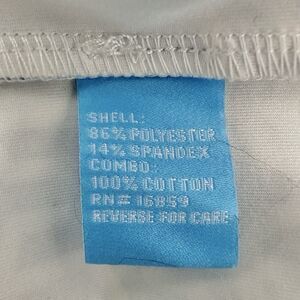 SHELL:
86% POLYESTER
14% SPANDEX
COMBO:
100% COTTON
RN# 16859
REVERSE FOR CARE